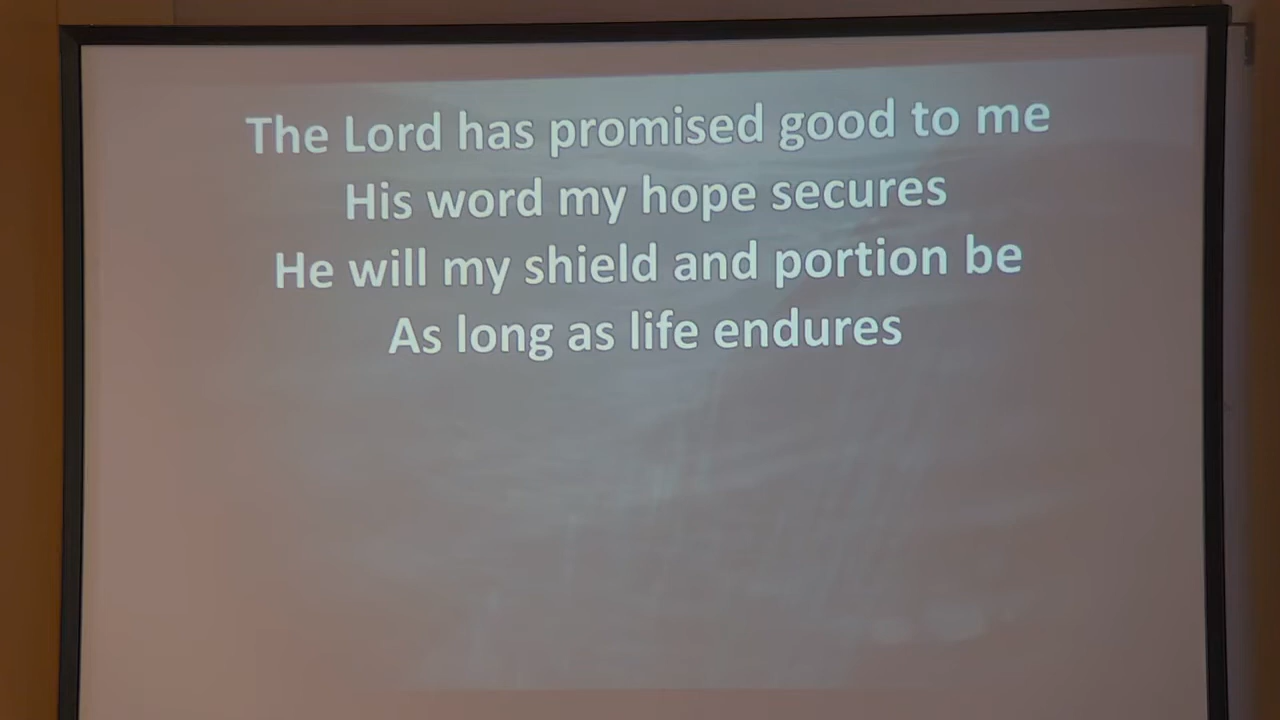 The Lord has promised good to me
His word my hope secures
He will my shield and portion be
As long as life endures